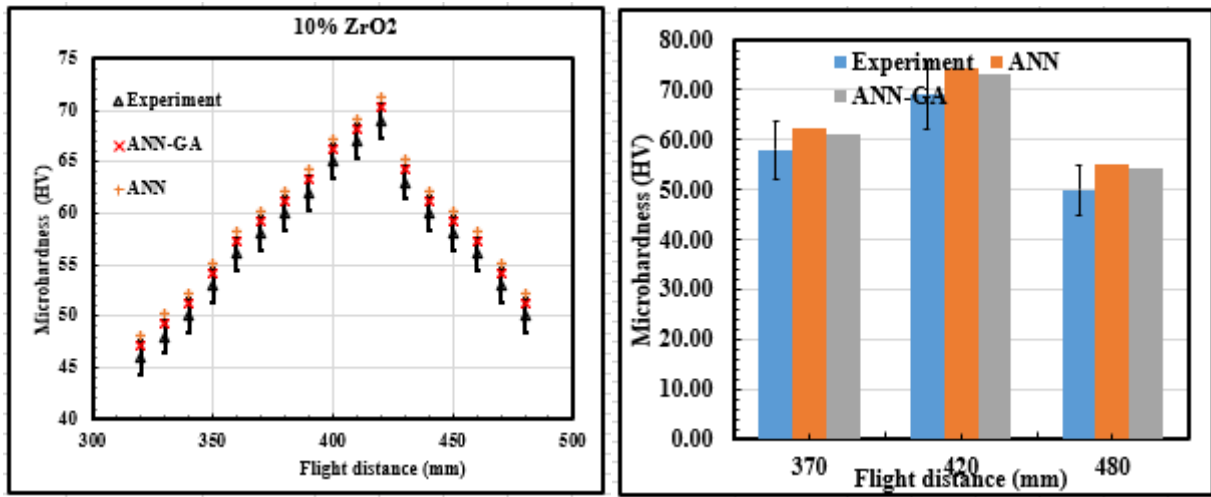 10% ZrO2
75
70
65
60
55
50
45
40
Microhardness (HV)
Experiment
ANN-GA
ANN
300
350
400
450
500
Flight distance (mm)
80.00
70.00
60.00
50.00
40.00
30.00
20.00
10.00
0.00
Microhardness (HV)
Experiment
ANN
ANN-GA
370
420
480
Flight distance (mm)